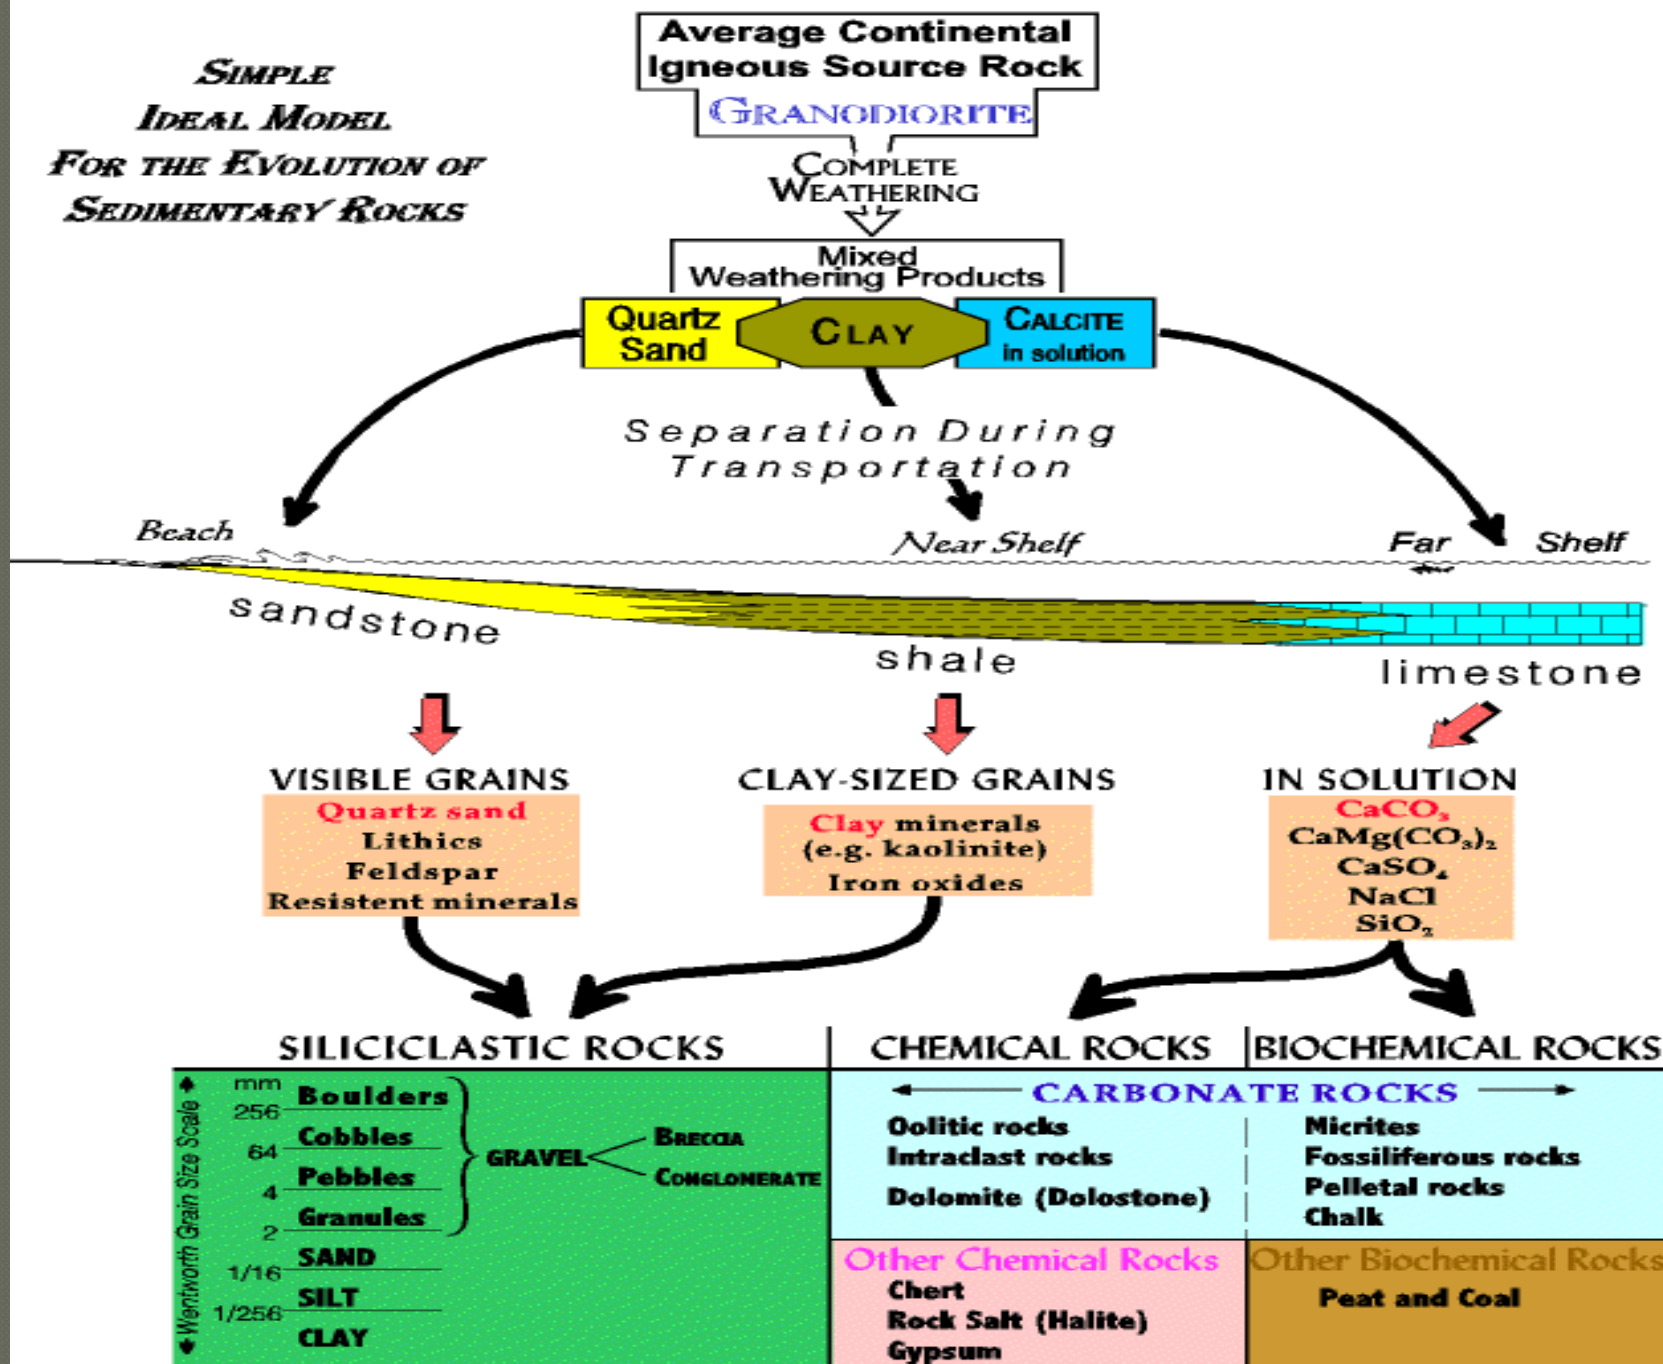 SIMPLE
IDEAL MODEL
FOR THE EVOLUTION OF
SEDIMENTARY ROCKS
Average Continental
Igneous Source Rock
GRANODIORITE
COMPLETE
WEATHERING
Mixed
Weathering Products
Quartz
Sand
CLAY
CALCITE
in solution
Separation During
Transportation
Beach
Near Shelf
Far Shelf
sandstone
shale
limestone
VISIBLE GRAINS
Quartz sand
Lithics
Feldspar
Resistent minerals
CLAY-SIZED GRAINS
Clay minerals
(e.g. kaolinite)
Iron oxides
IN SOLUTION
CaCO₃
CaMg(CO₃)₂
CaSO₄
NaCl
SiO₂
SILICICLASTIC ROCKS
Wentworth Grain Size Scale
mm
Boulders
256
Cobbles
64
Pebbles
4
Granules
2
SAND
1/16
SILT
1/256
CLAY
GRAVEL
BRECCIA
CONGLONERATE
CHEMICAL ROCKS
BIOCHEMICAL ROCKS
CARBONATE ROCKS
Oolitic rocks
Intraclast rocks
Dolomite (Dolostone)
Micrites
Fossiliferous rocks
Pelletal rocks
Chalk
Other Chemical Rocks
Chert
Rock Salt (Halite)
Gypsum
Other Biochemical Rocks
Peat and Coal